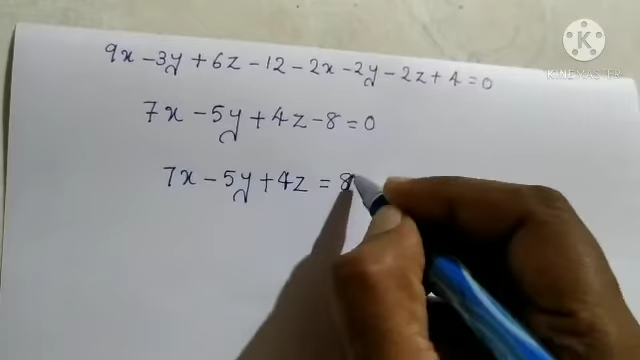 9x - 3y + 6z - 12 - 2x - 2y - 2z + 4 = 0
7x - 5y + 4z - 8 = 0
7x - 5y + 4z = 8
KINEMASTER